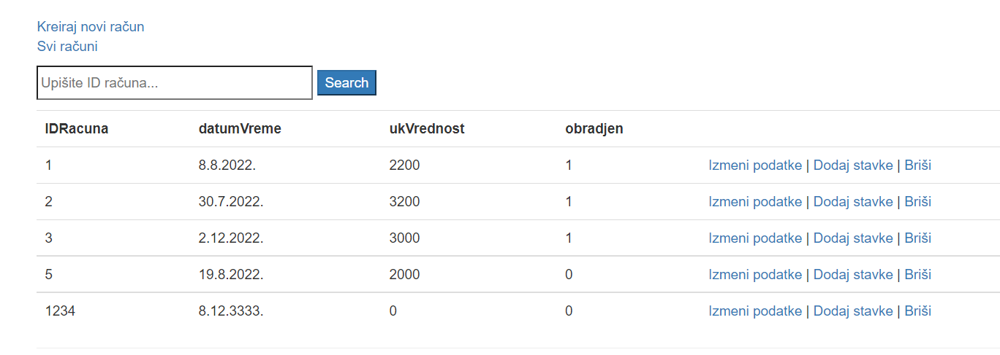 Kreiraj novi račun
Svi računi
Upišite ID računa... Search
IDRacuna datumVreme ukVrednost obradjen
1 8.8.2022. 2200 1 Izmeni podatke | Dodaj stavke | Briši
2 30.7.2022. 3200 1 Izmeni podatke | Dodaj stavke | Briši
3 2.12.2022. 3000 1 Izmeni podatke | Dodaj stavke | Briši
5 19.8.2022. 2000 0 Izmeni podatke | Dodaj stavke | Briši
1234 8.12.3333. 0 0 Izmeni podatke | Dodaj stavke | Briši